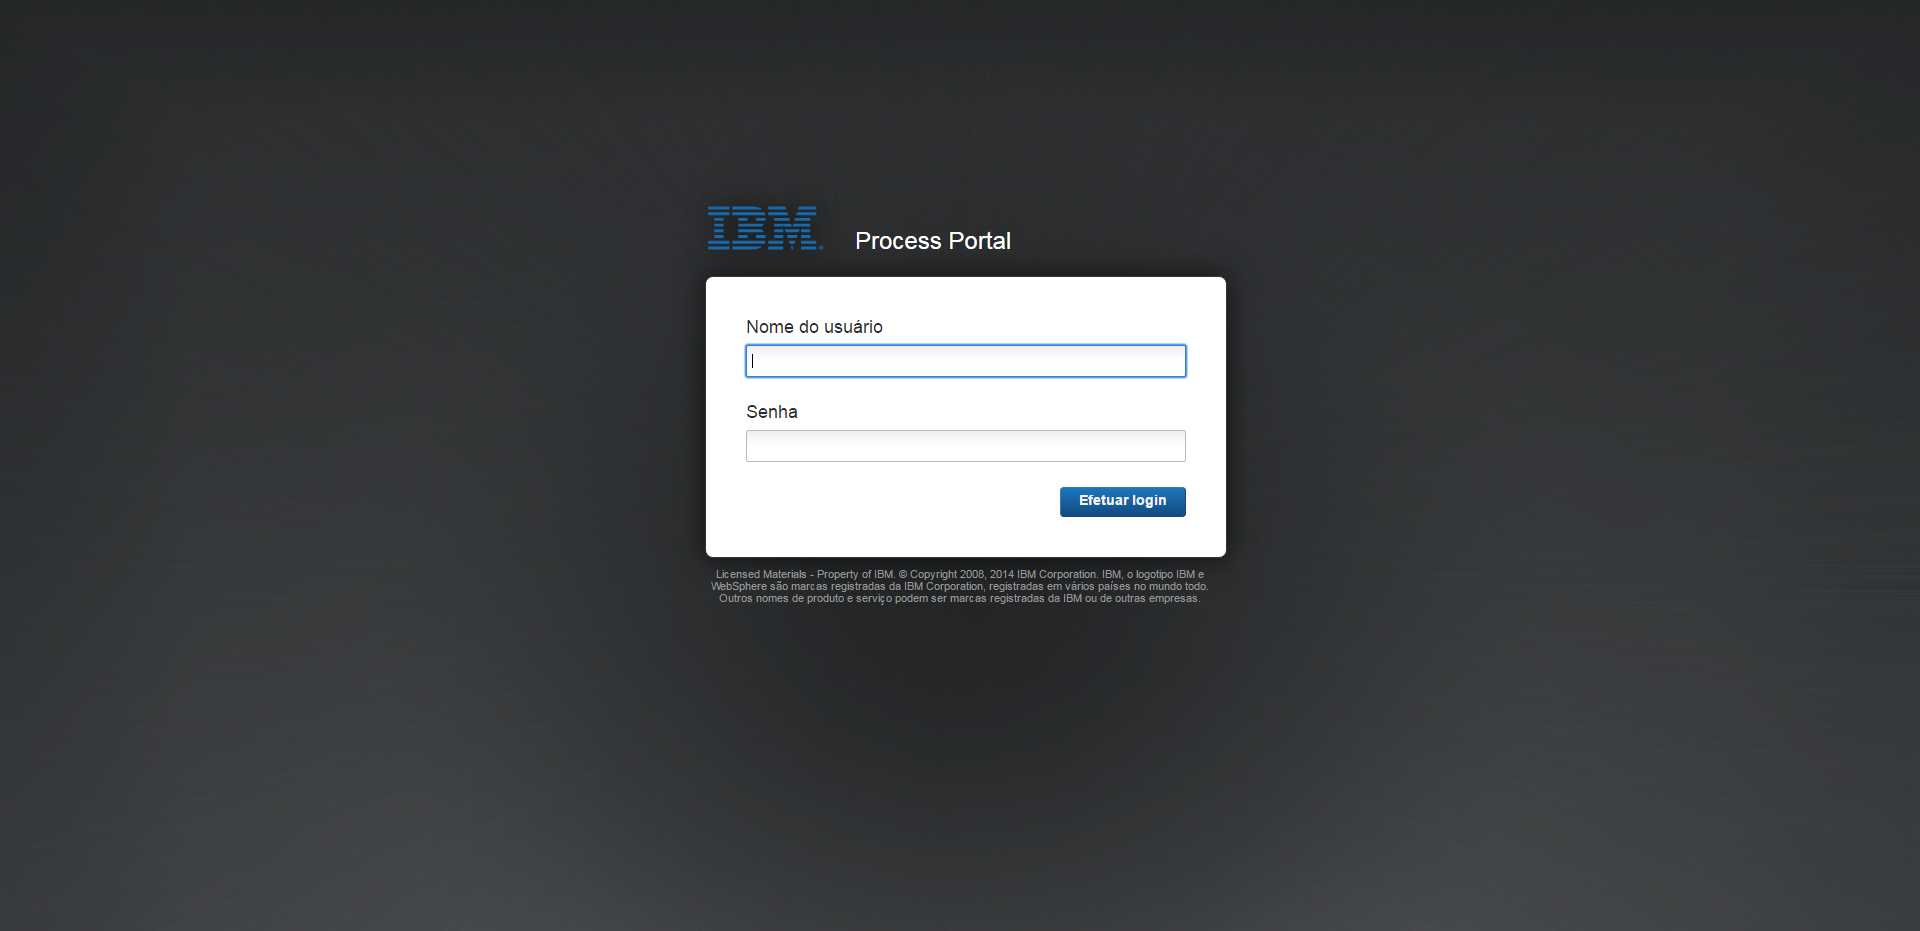 IBM®
Process Portal
Nome do usuário
Senha
Efetuar login
Licensed Materials - Property of IBM. © Copyright 2008, 2014 IBM Corporation. IBM, o logotipo IBM e
WebSphere são marcas registradas da IBM Corporation, registradas em vários países no mundo todo.
Outros nomes de produto e serviço podem ser marcas registradas da IBM ou de outras empresas.